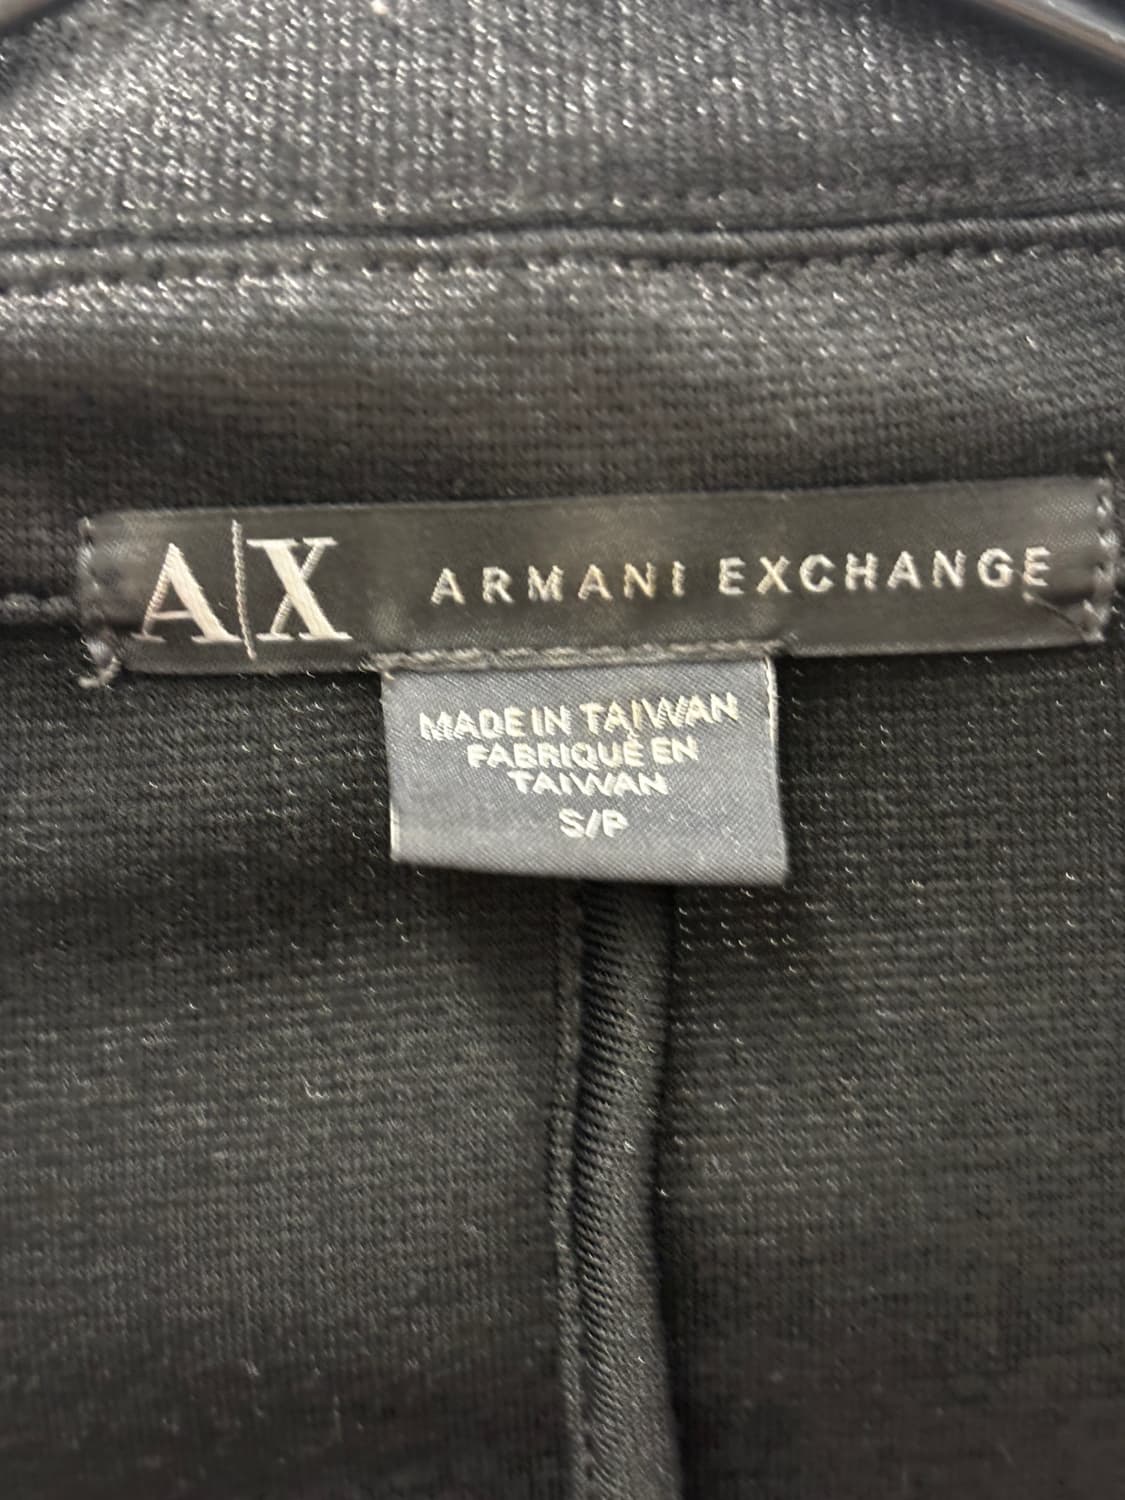 A|X ARMANI EXCHANGE
MADE IN TAIWAN
FABRIQUÉ EN
TAIWAN
S/P